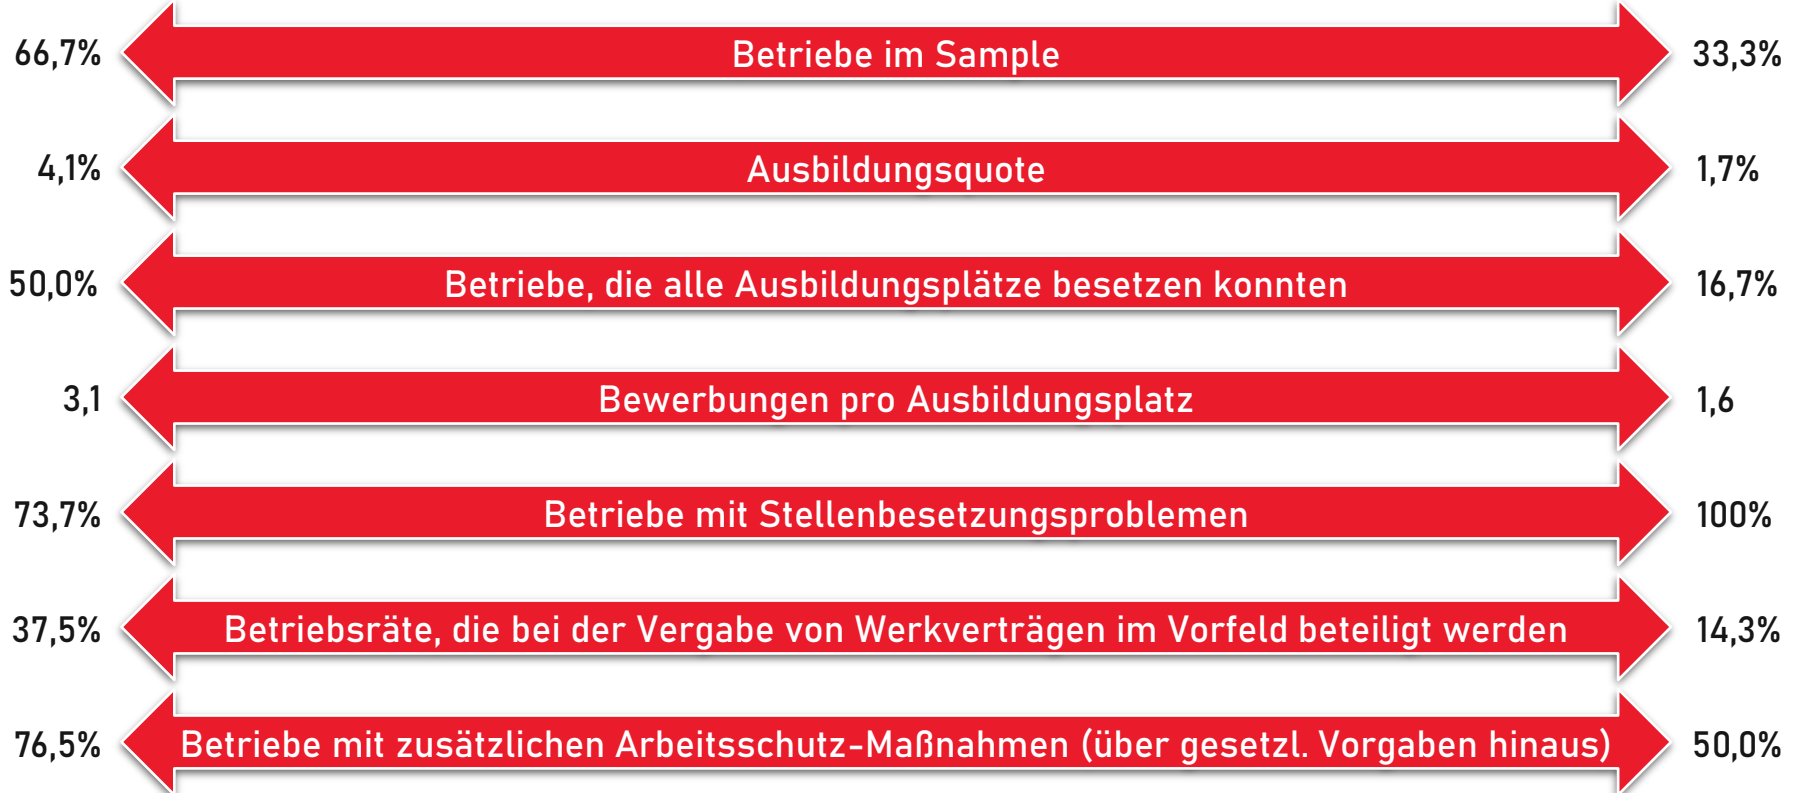 66,7% Betriebe im Sample 33,3%
4,1% Ausbildungsquote 1,7%
50,0% Betriebe, die alle Ausbildungsplätze besetzen konnten 16,7%
3,1 Bewerbungen pro Ausbildungsplatz 1,6
73,7% Betriebe mit Stellenbesetzungsproblemen 100%
37,5% Betriebsräte, die bei der Vergabe von Werkverträgen im Vorfeld beteiligt werden 14,3%
76,5% Betriebe mit zusätzlichen Arbeitsschutz-Maßnahmen (über gesetzl. Vorgaben hinaus) 50,0%